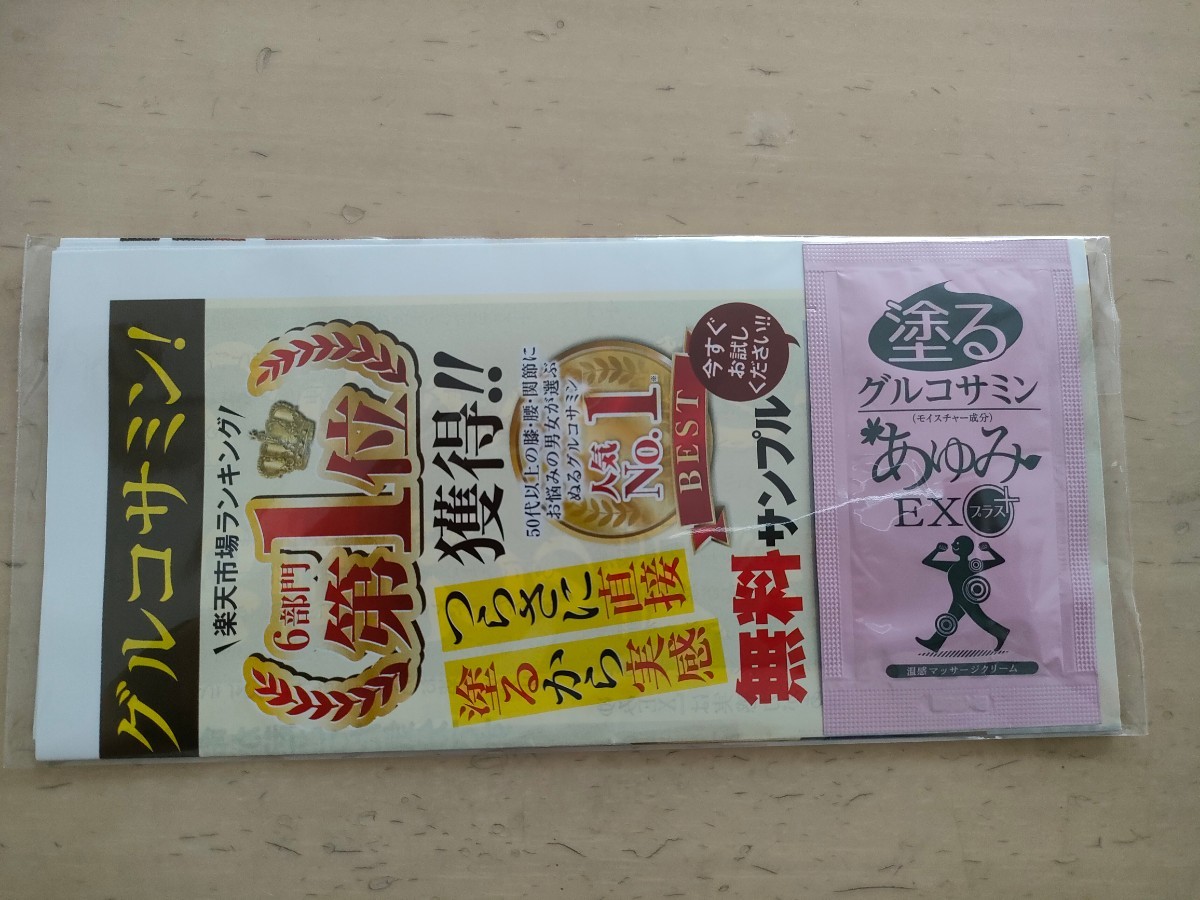 グルコサミン!
楽天市場ランキング
6部門
第1位
獲得!!
50代以上の膝・腰・関節に
お悩みの男女が選ぶ
ぬるグルコサミン
人気
No.1※
BEST
つらさに直接
塗るから実感
今すぐ
お試し
ください!!
無料サンプル
塗る
グルコサミン
(モイスチャー成分)
あゆみ
EX
プラス+
温感マッサージクリーム